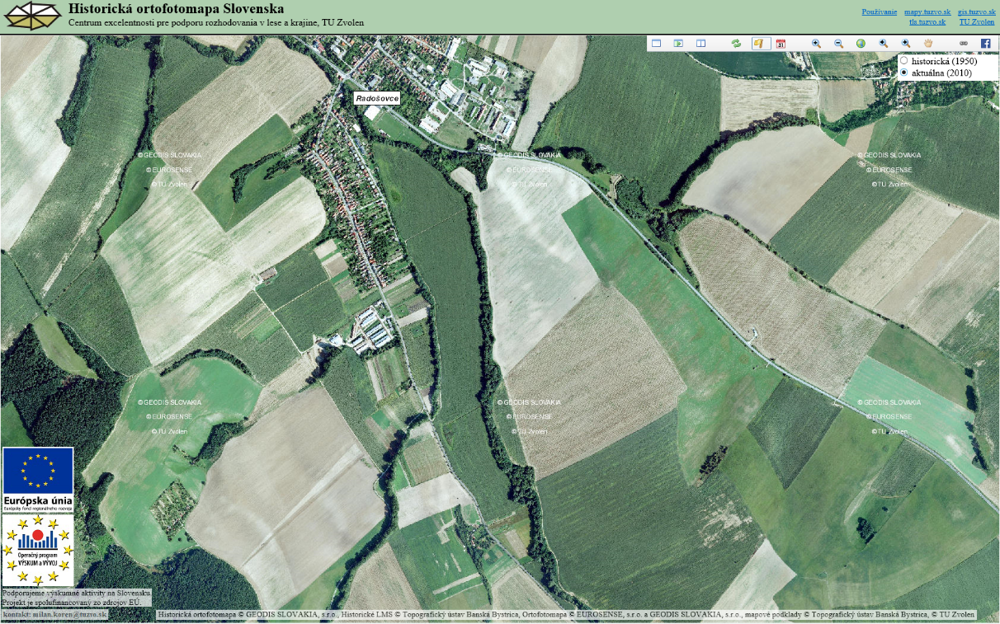 Historická ortofotomapa Slovenska
Centrum excelentnosti pre podporu rozhodovania v lese a krajine, TU Zvolen
Používanie mapy.tuzvo.sk gis.tuzvo.sk
tls.tuzvo.sk TU Zvolen
31
historická (1950)
aktuálna (2010)
Radošovce
© GEODIS SLOVAKIA
© EUROSENSE
© TU Zvolen
© GEODIS SLOVAKIA
© EUROSENSE
© TU Zvolen
© GEODIS SLOVAKIA
© EUROSENSE
© TU Zvolen
© GEODIS SLOVAKIA
© EUROSENSE
© TU Zvolen
© GEODIS SLOVAKIA
© EUROSENSE
© TU Zvolen
© GEODIS SLOVAKIA
© EUROSENSE
© TU Zvolen
Európska únia
Európsky fond regionálneho rozvoja
Operačný program
VÝSKUM a VÝVOJ
Podporujeme výskumné aktivity na Slovensku.
Projekt je spolufinancovaný zo zdrojov EÚ.
kontakt: milan.koren@tuzvo.sk
Historická ortofotomapa © GEODIS SLOVAKIA, s.r.o., Historické LMS © Topografický ústav Banská Bystrica, Ortofotomapa © EUROSENSE, s.r.o. a GEODIS SLOVAKIA, s.r.o., mapové podklady © Topografický ústav Banská Bystrica, © TU Zvolen